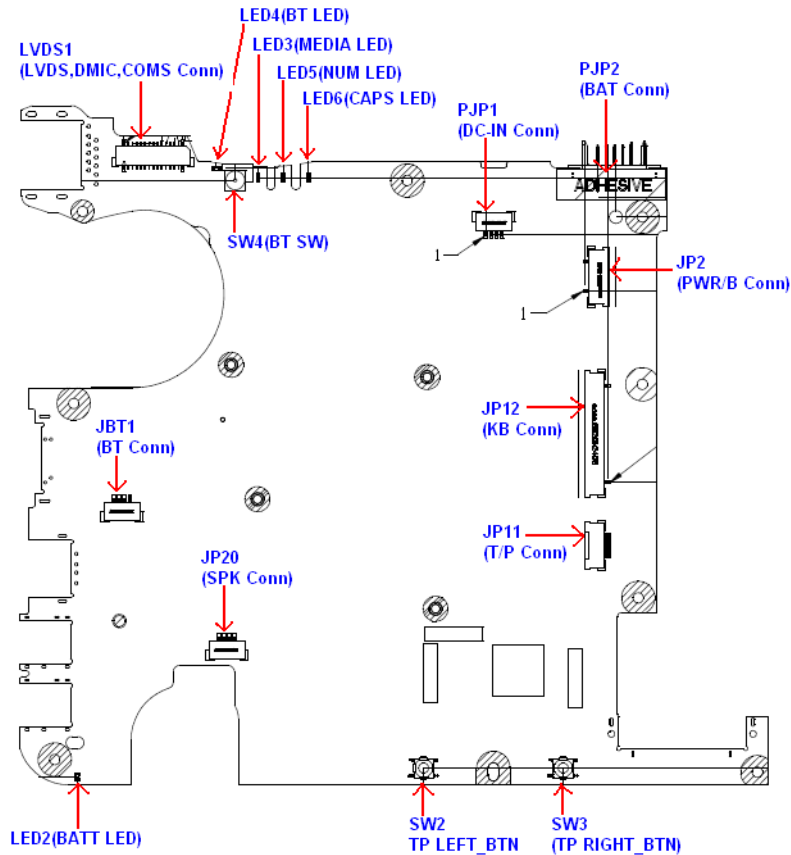 LED4(BT LED)
LVDS1
(LVDS,DMIC,COMS Conn)
LED3(MEDIA LED)
LED5(NUM LED)
LED6(CAPS LED)
PJP1
(DC-IN Conn)
PJP2
(BAT Conn)
ADHESIVE
SW4(BT SW)
1
JP2
(PWR/B Conn)
1
JP12
(KB Conn)
JBT1
(BT Conn)
JP11
(T/P Conn)
JP20
(SPK Conn)
LED2(BATT LED)
SW2
TP LEFT_BTN
SW3
(TP RIGHT_BTN)